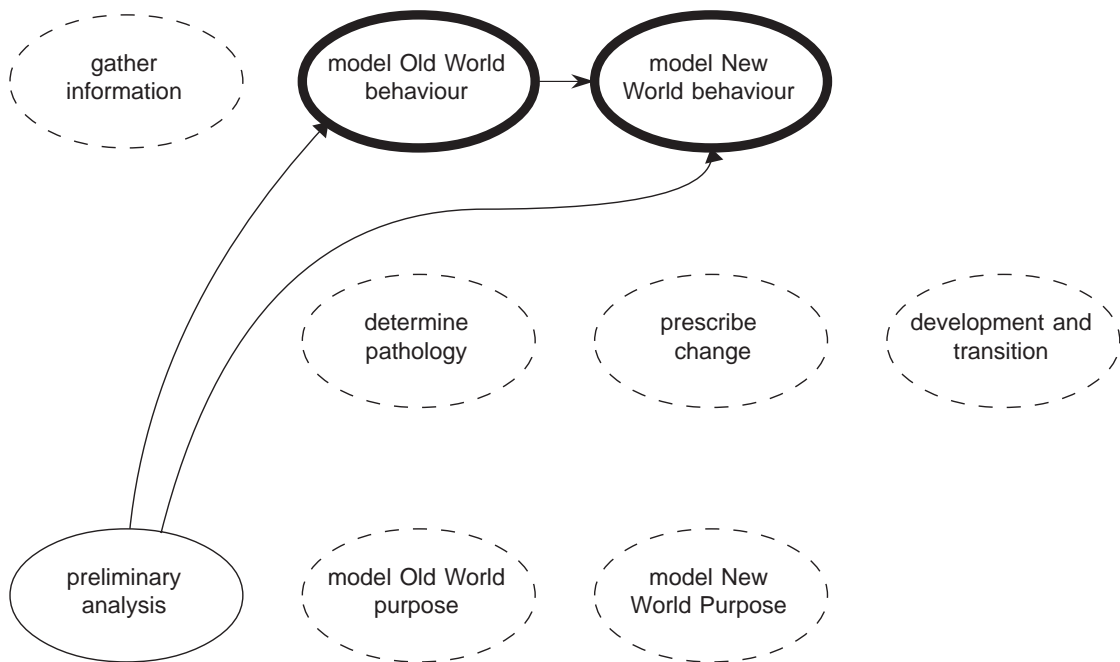 gather
information
model Old World
behaviour
model New
World behaviour
determine
pathology
prescribe
change
development and
transition
preliminary
analysis
model Old World
purpose
model New
World Purpose